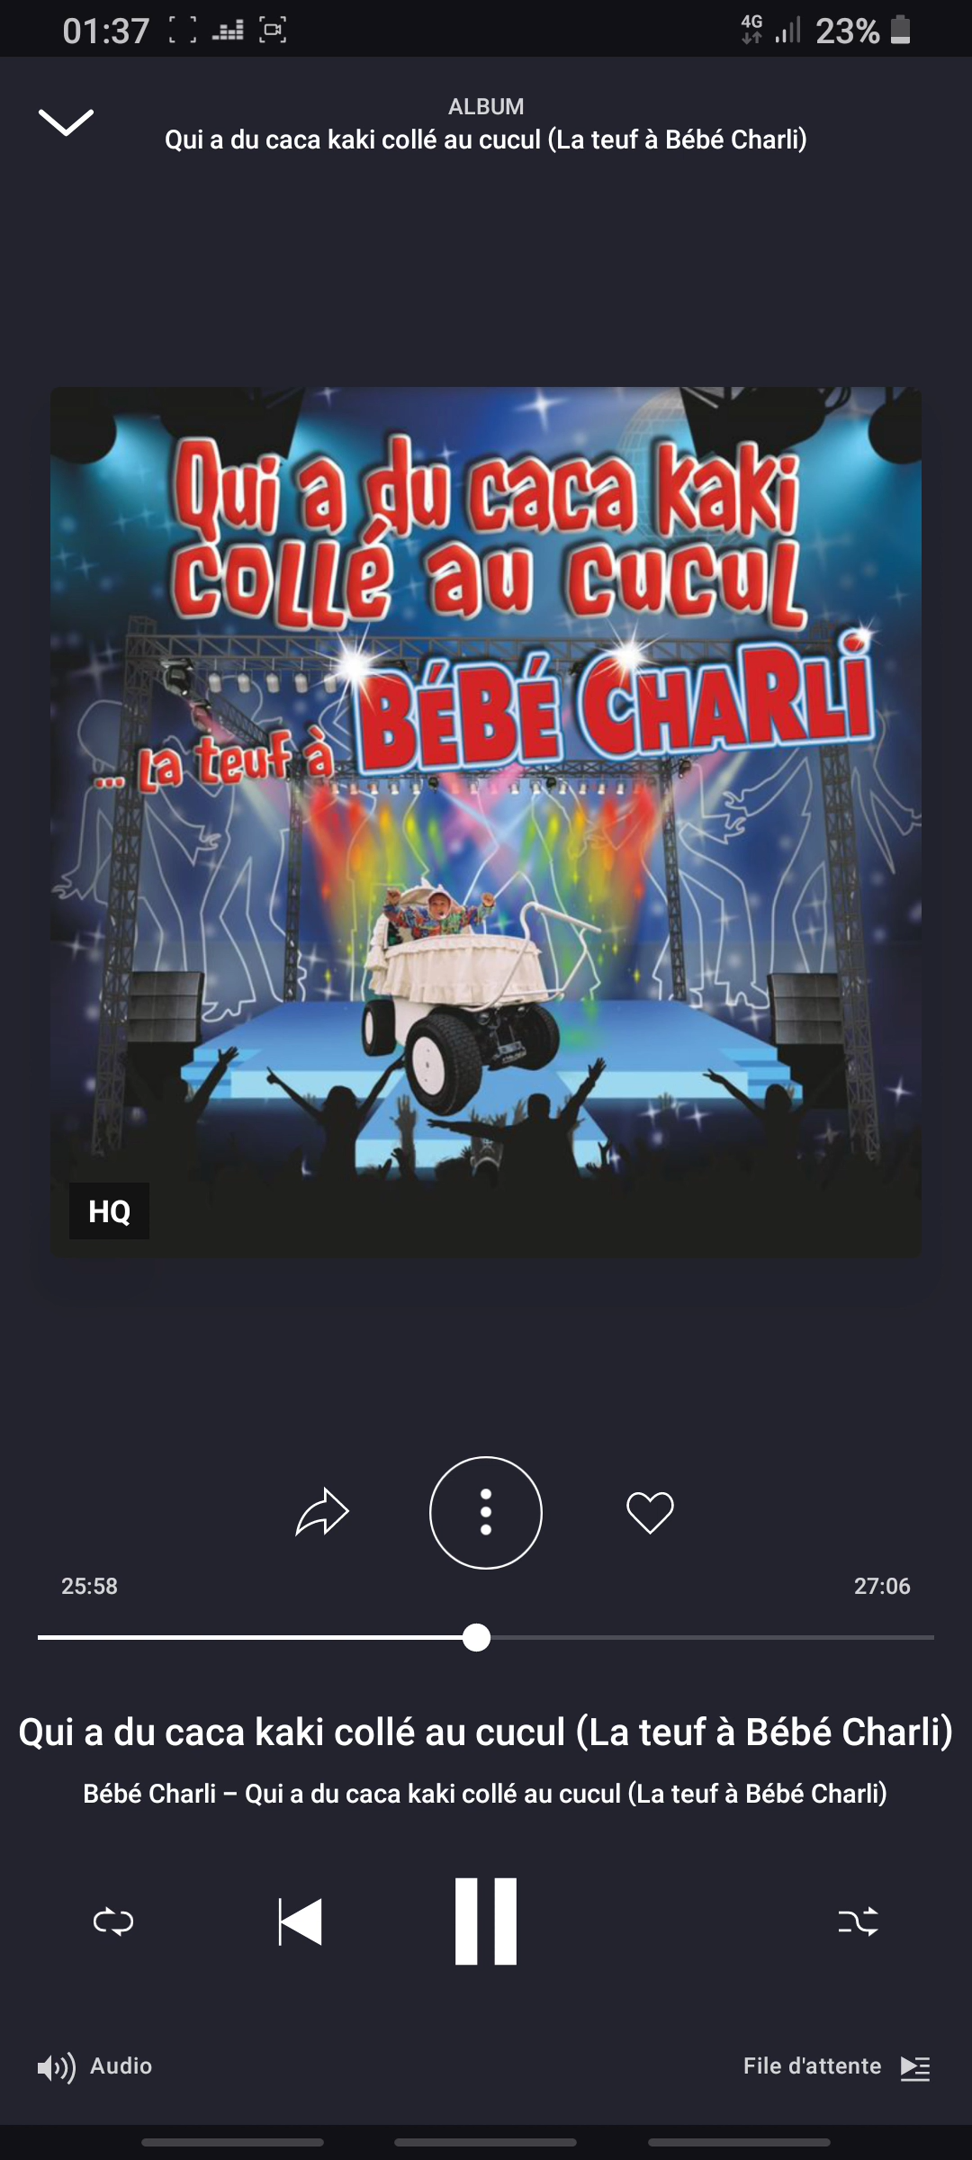 01:37 4G 23%
ALBUM
Qui a du caca kaki collé au cucul (La teuf à Bébé Charli)
Qui a du caca kaki
collé au cucul
... la teuf à BÉBÉ CHARLi
HQ
25:58 27:06
Qui a du caca kaki collé au cucul (La teuf à Bébé Charli)
Bébé Charli – Qui a du caca kaki collé au cucul (La teuf à Bébé Charli)
Audio File d'attente